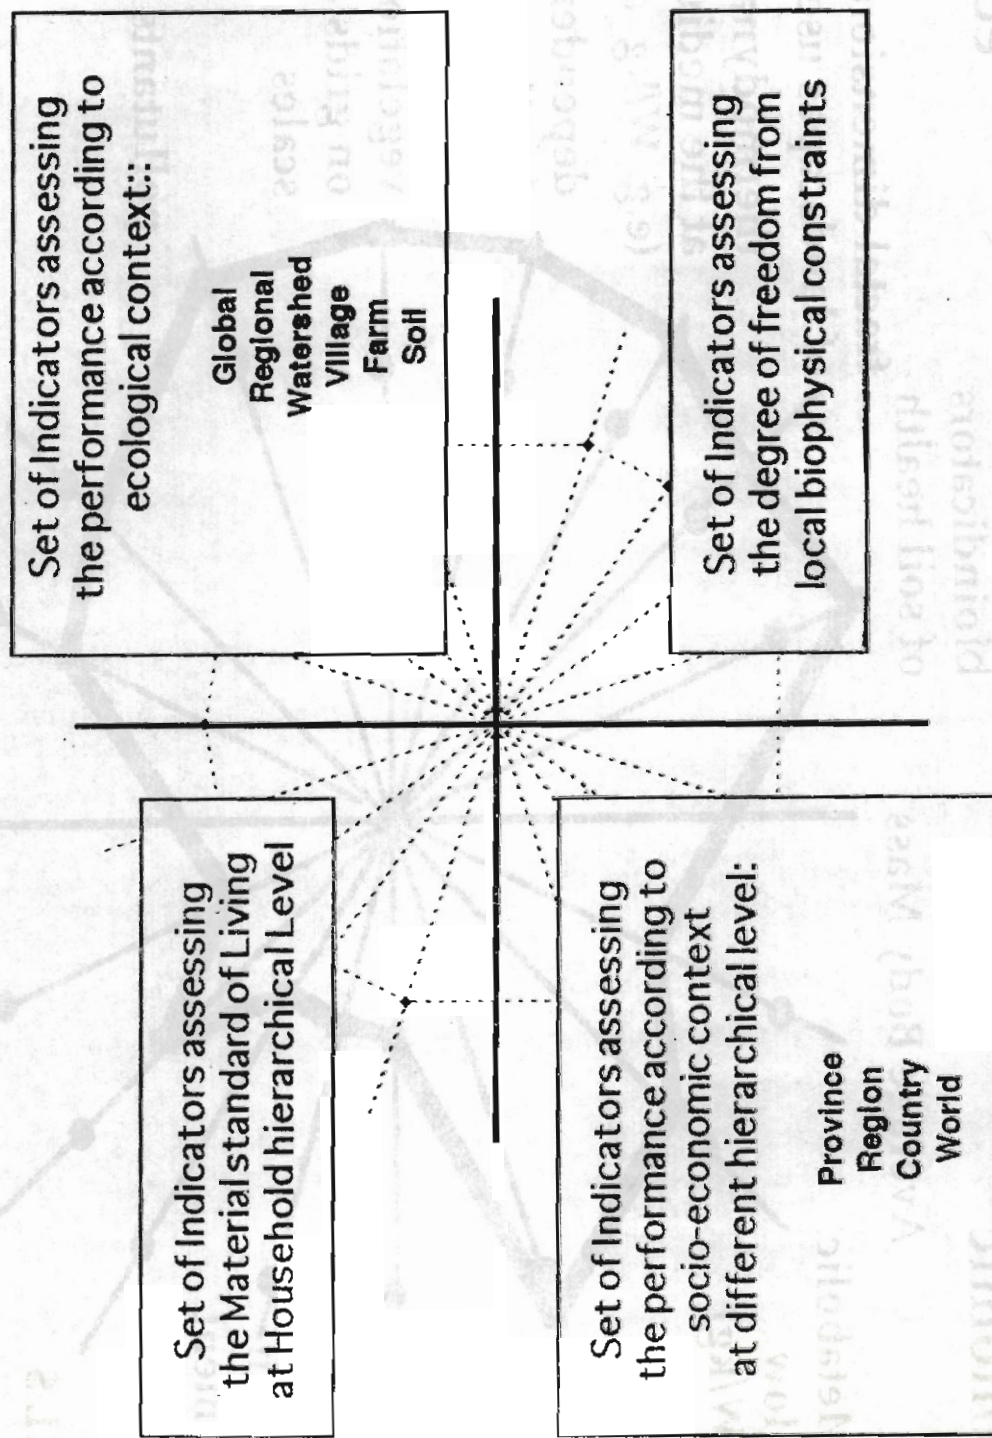 Set of Indicators assessing
the Material standard of Living
at Household hierarchical Level
Set of Indicators assessing
the performance according to
ecological context::
Global
Regional
Watershed
Village
Farm
Soil
Set of Indicators assessing
the performance according to
socio-economic context
at different hierarchical level:
Province
Region
Country
World
Set of Indicators assessing
the degree of freedom from
local biophysical constraints